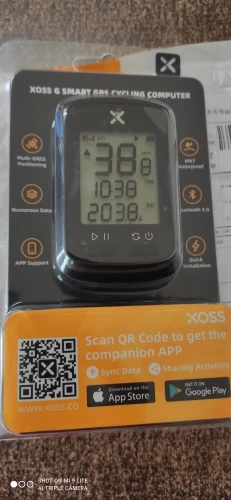 XOSS G SMART GPS CYCLING COMPUTER
Multi-GNSS
Positioning
IPX7
Waterproof
38
8
10:38
2038
Numerous Data
Bluetooth 5.0
APP Support
Quick
Installation
XOSS
Scan QR Code to get the
companion APP
Sync Data
Sharing Activities
Download on the
App Store
GET IT ON
Google Play
www.xoss.co
SHOT ON MI 9 LITE
AI TRIPLE CAMERA